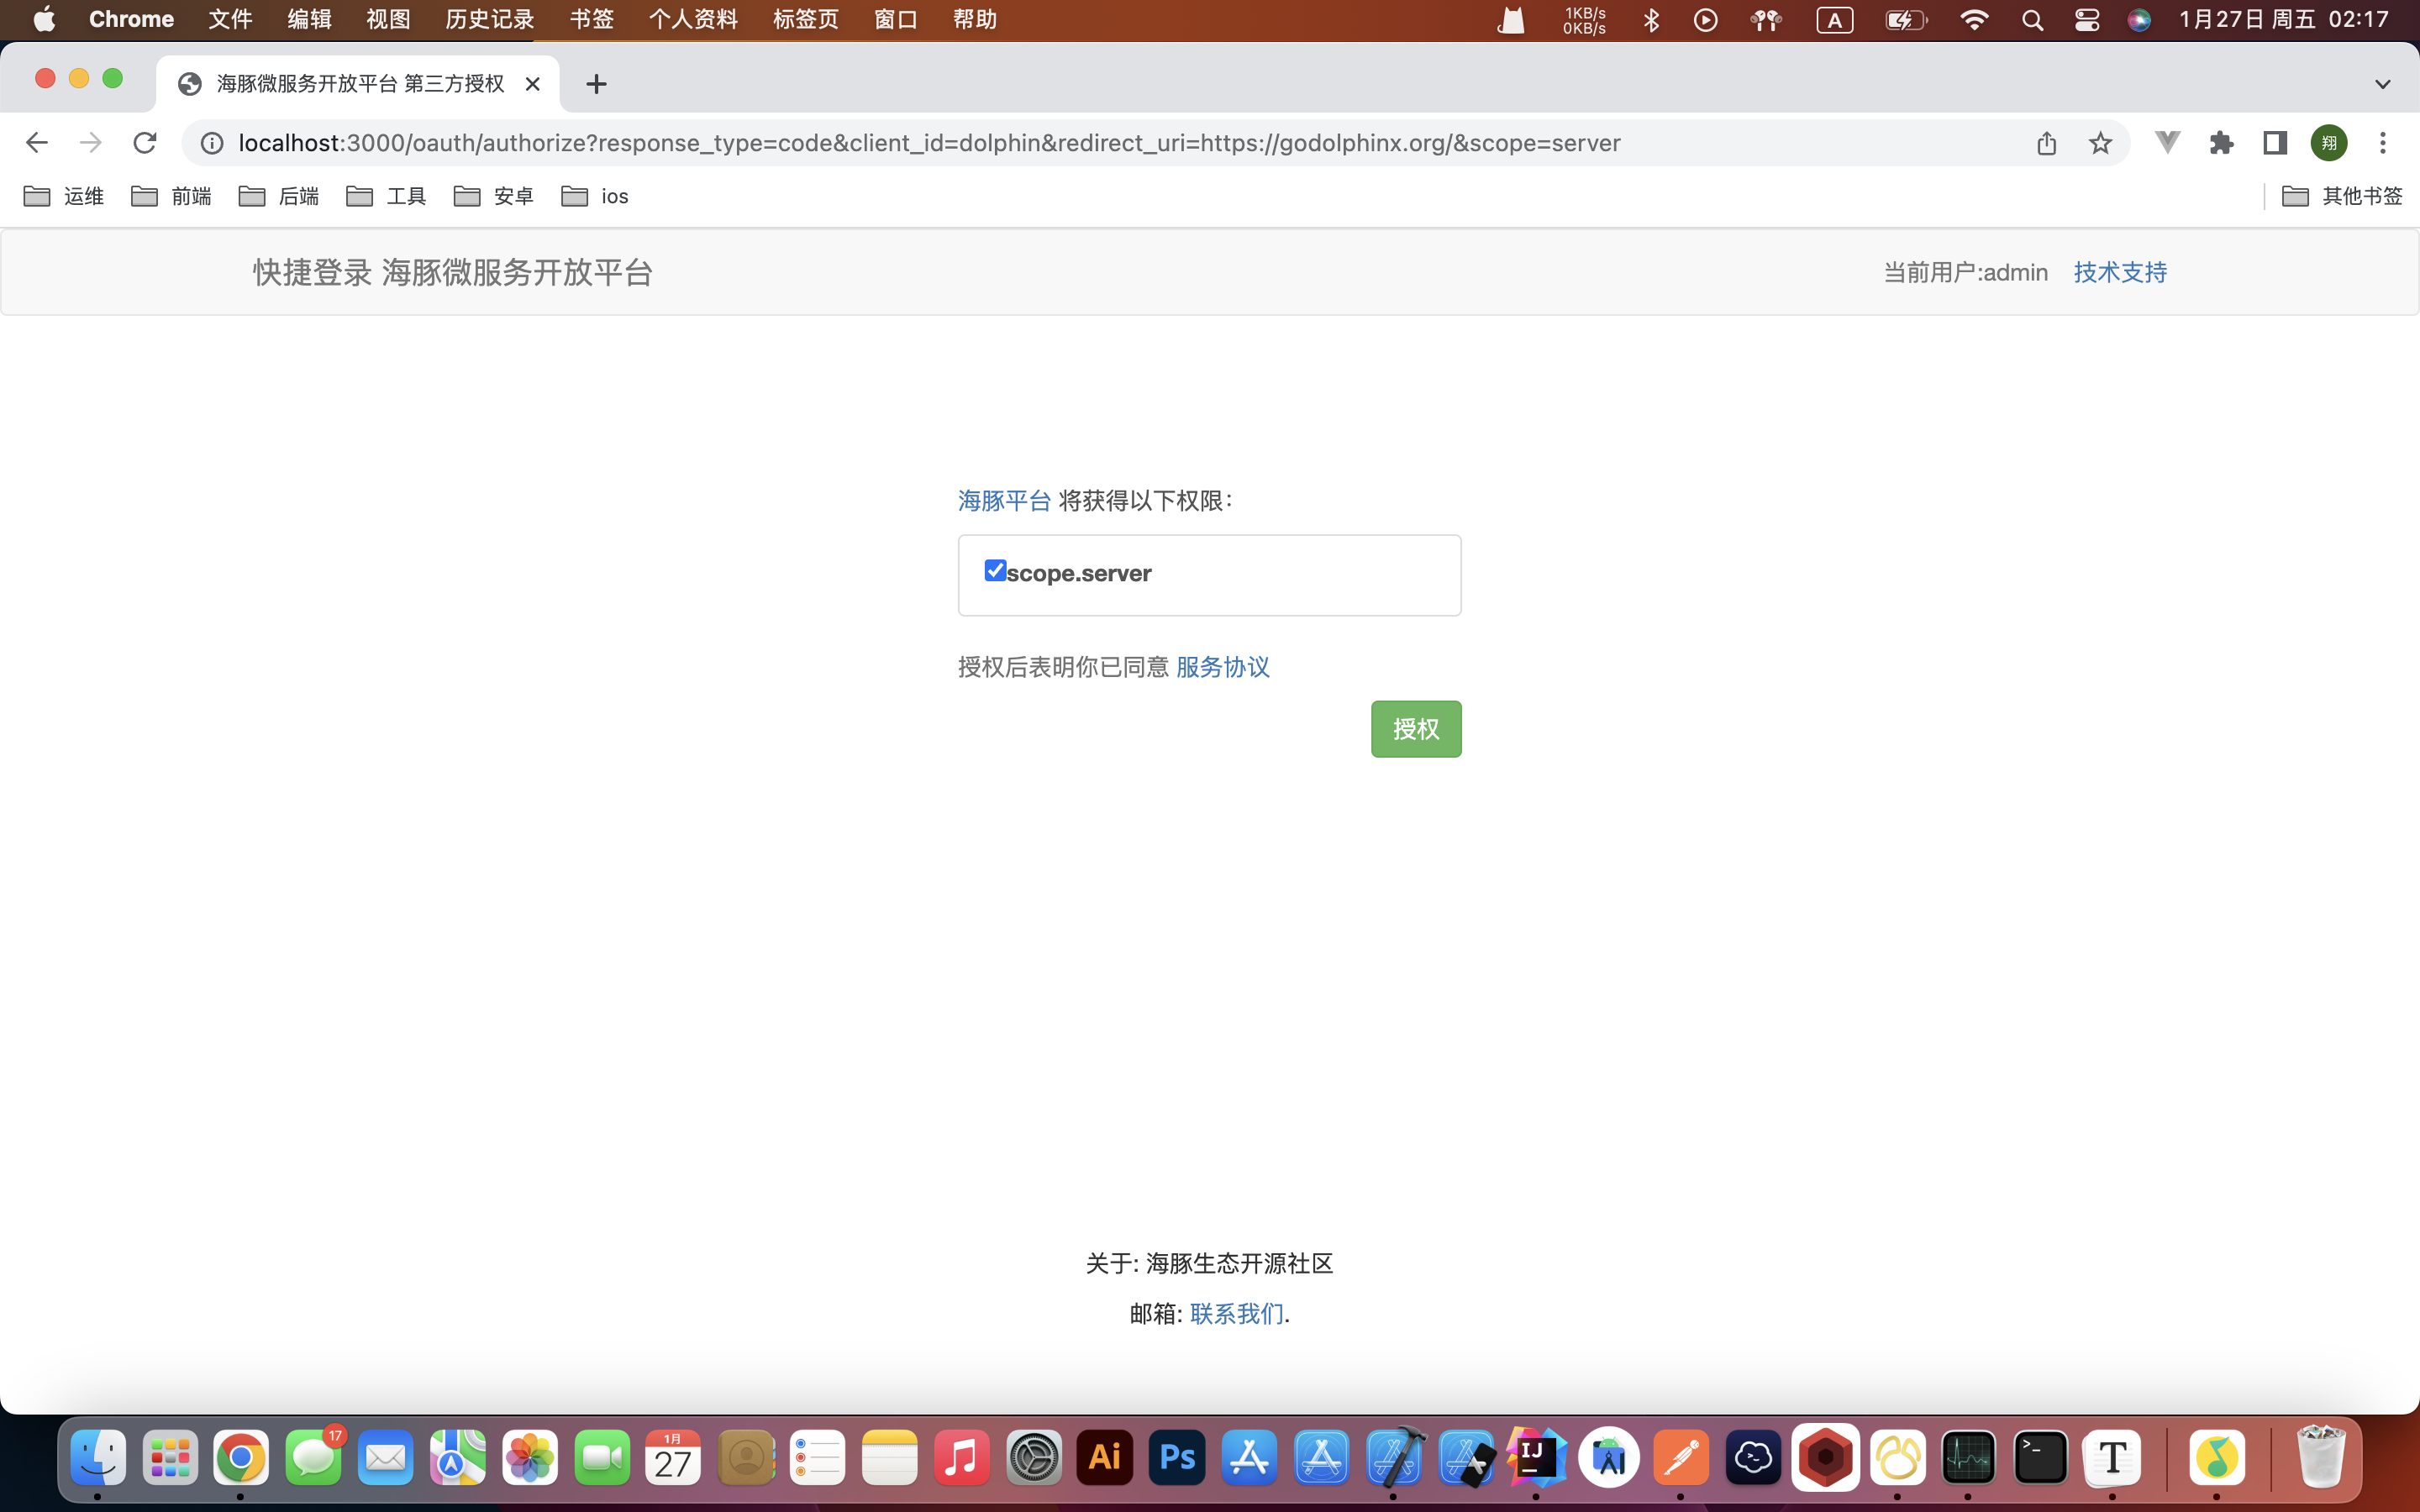 Chrome 文件 编辑 视图 历史记录 书签 个人资料 标签页 窗口 帮助 1KB/s 0KB/s A 1月27日 周五 02:17
海豚微服务开放平台 第三方授权
localhost:3000/oauth/authorize?response_type=code&client_id=dolphin&redirect_uri=https://godolphinx.org/&scope=server 翔
运维 前端 后端 工具 安卓 ios 其他书签
快捷登录 海豚微服务开放平台 当前用户:admin 技术支持
海豚平台 将获得以下权限:
scope.server
授权后表明你已同意 服务协议
授权
关于: 海豚生态开源社区
邮箱: 联系我们.
17 1月 27 Ai Ps IJ >_ T